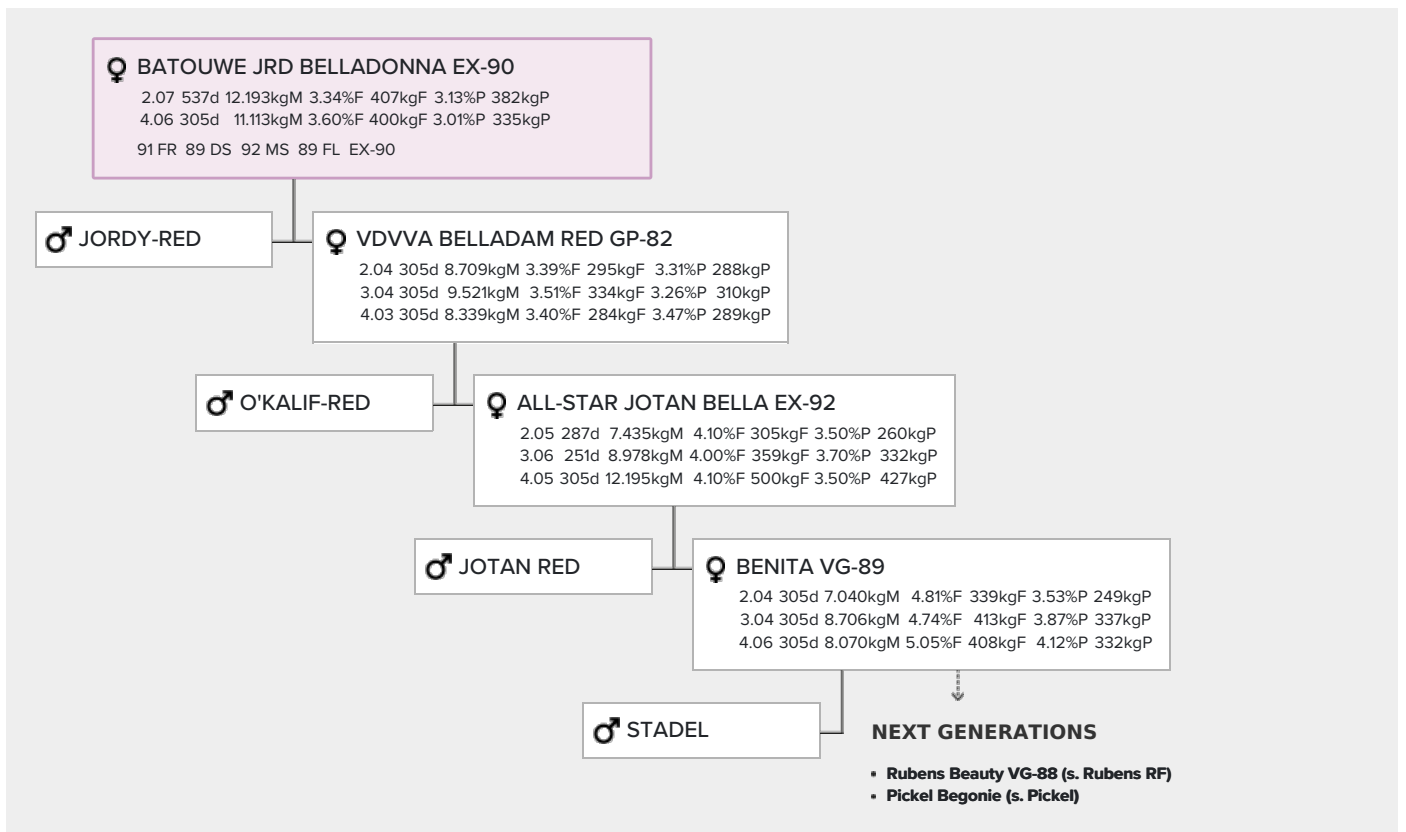 BATOUWE JRD BELLADONNA EX-90
2.07 537d 12.193kgM 3.34%F 407kgF 3.13%P 382kgP
4.06 305d 11.113kgM 3.60%F 400kgF 3.01%P 335kgP
91 FR 89 DS 92 MS 89 FL EX-90
JORDY-RED
VDVVA BELLADAM RED GP-82
2.04 305d 8.709kgM 3.39%F 295kgF 3.31%P 288kgP
3.04 305d 9.521kgM 3.51%F 334kgF 3.26%P 310kgP
4.03 305d 8.339kgM 3.40%F 284kgF 3.47%P 289kgP
O'KALIF-RED
ALL-STAR JOTAN BELLA EX-92
2.05 287d 7.435kgM 4.10%F 305kgF 3.50%P 260kgP
3.06 251d 8.978kgM 4.00%F 359kgF 3.70%P 332kgP
4.05 305d 12.195kgM 4.10%F 500kgF 3.50%P 427kgP
JOTAN RED
BENITA VG-89
2.04 305d 7.040kgM 4.81%F 339kgF 3.53%P 249kgP
3.04 305d 8.706kgM 4.74%F 413kgF 3.87%P 337kgP
4.06 305d 8.070kgM 5.05%F 408kgF 4.12%P 332kgP
STADEL
NEXT GENERATIONS
• Rubens Beauty VG-88 (s. Rubens RF)
• Pickel Begonie (s. Pickel)